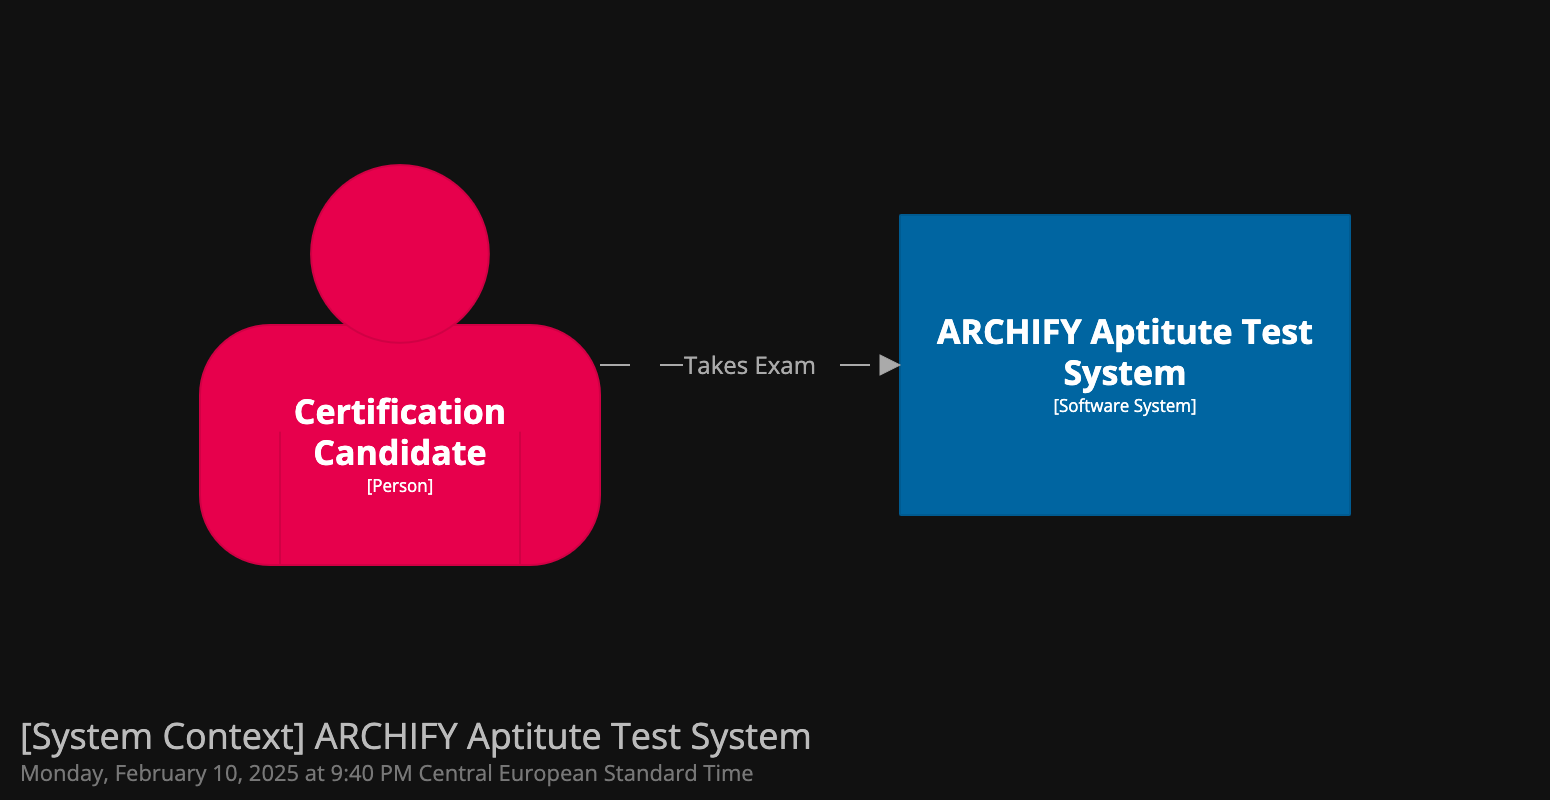 Certification
Candidate
[Person]
Takes Exam
ARCHIFY Aptitute Test
System
[Software System]
[System Context] ARCHIFY Aptitute Test System
Monday, February 10, 2025 at 9:40 PM Central European Standard Time